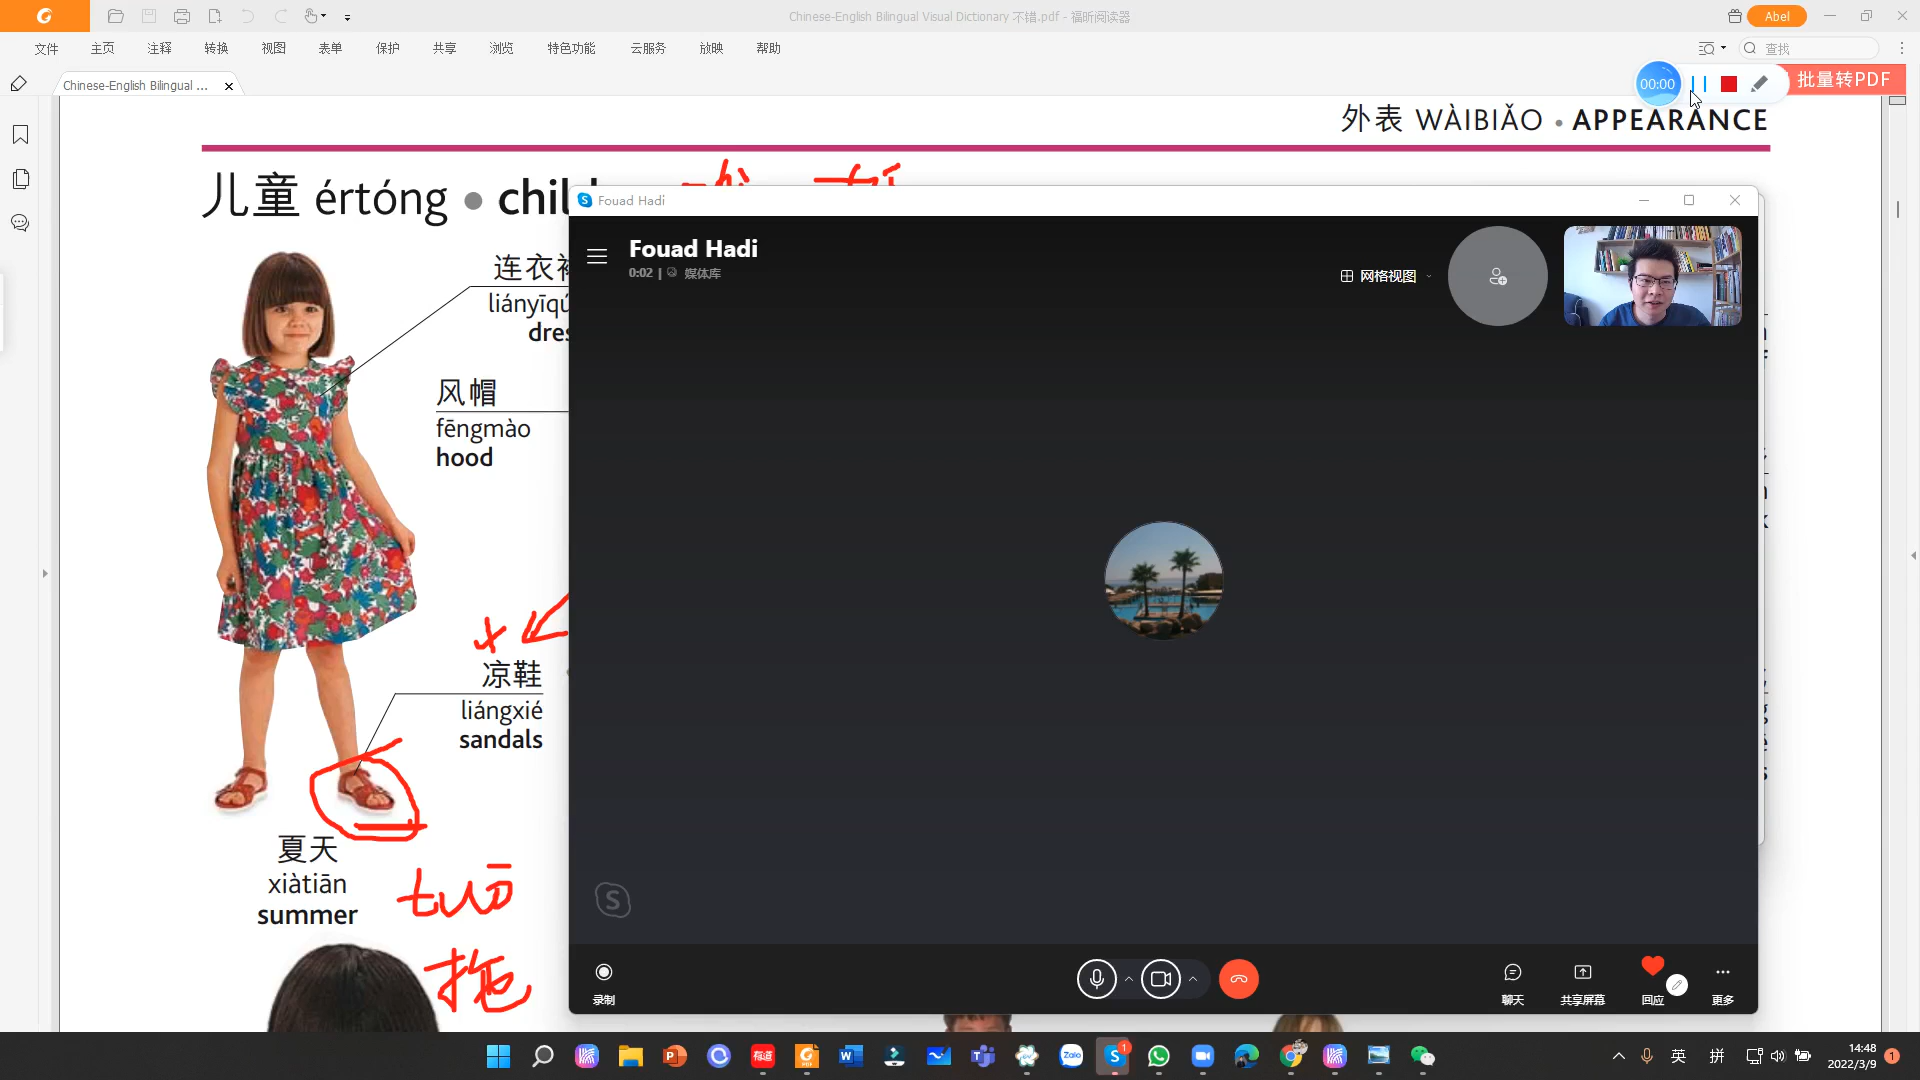 Chinese-English Bilingual Visual Dictionary 不错.pdf - 福昕阅读器
Abel
文件 主页 注释 转换 视图 表单 保护 共享 浏览 特色功能 云服务 放映 帮助
查找
Chinese-English Bilingual ...
00:00
批量转PDF
外表 WÀIBIǍO • APPEARANCE
儿童 értóng • chil
Fouad Hadi
Fouad Hadi
0:02 | 媒体库
网格视图
连衣
liányīqú
dres
风帽
fēngmào
hood
x
凉鞋
liángxié
sandals
夏天
xiàtiān
summer
tuō
拖
录制
聊天
共享屏幕
回应
更多
英
拼
14:48
2022/3/9
1